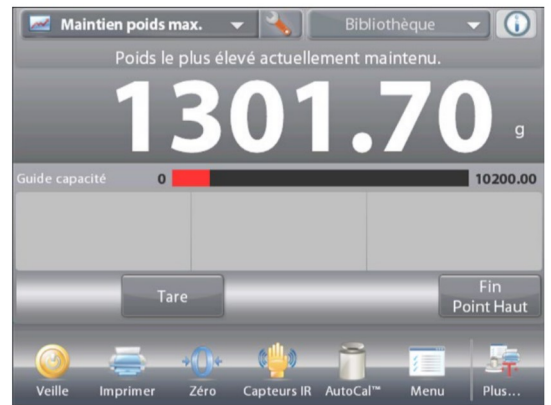 Maintien poids max. Bibliothèque
Poids le plus élevé actuellement maintenu.
1301.70 g
Guide capacité 0 10200.00
Tare Fin
Point Haut
Veille Imprimer Zéro Capteurs IR AutoCal™ Menu Plus...